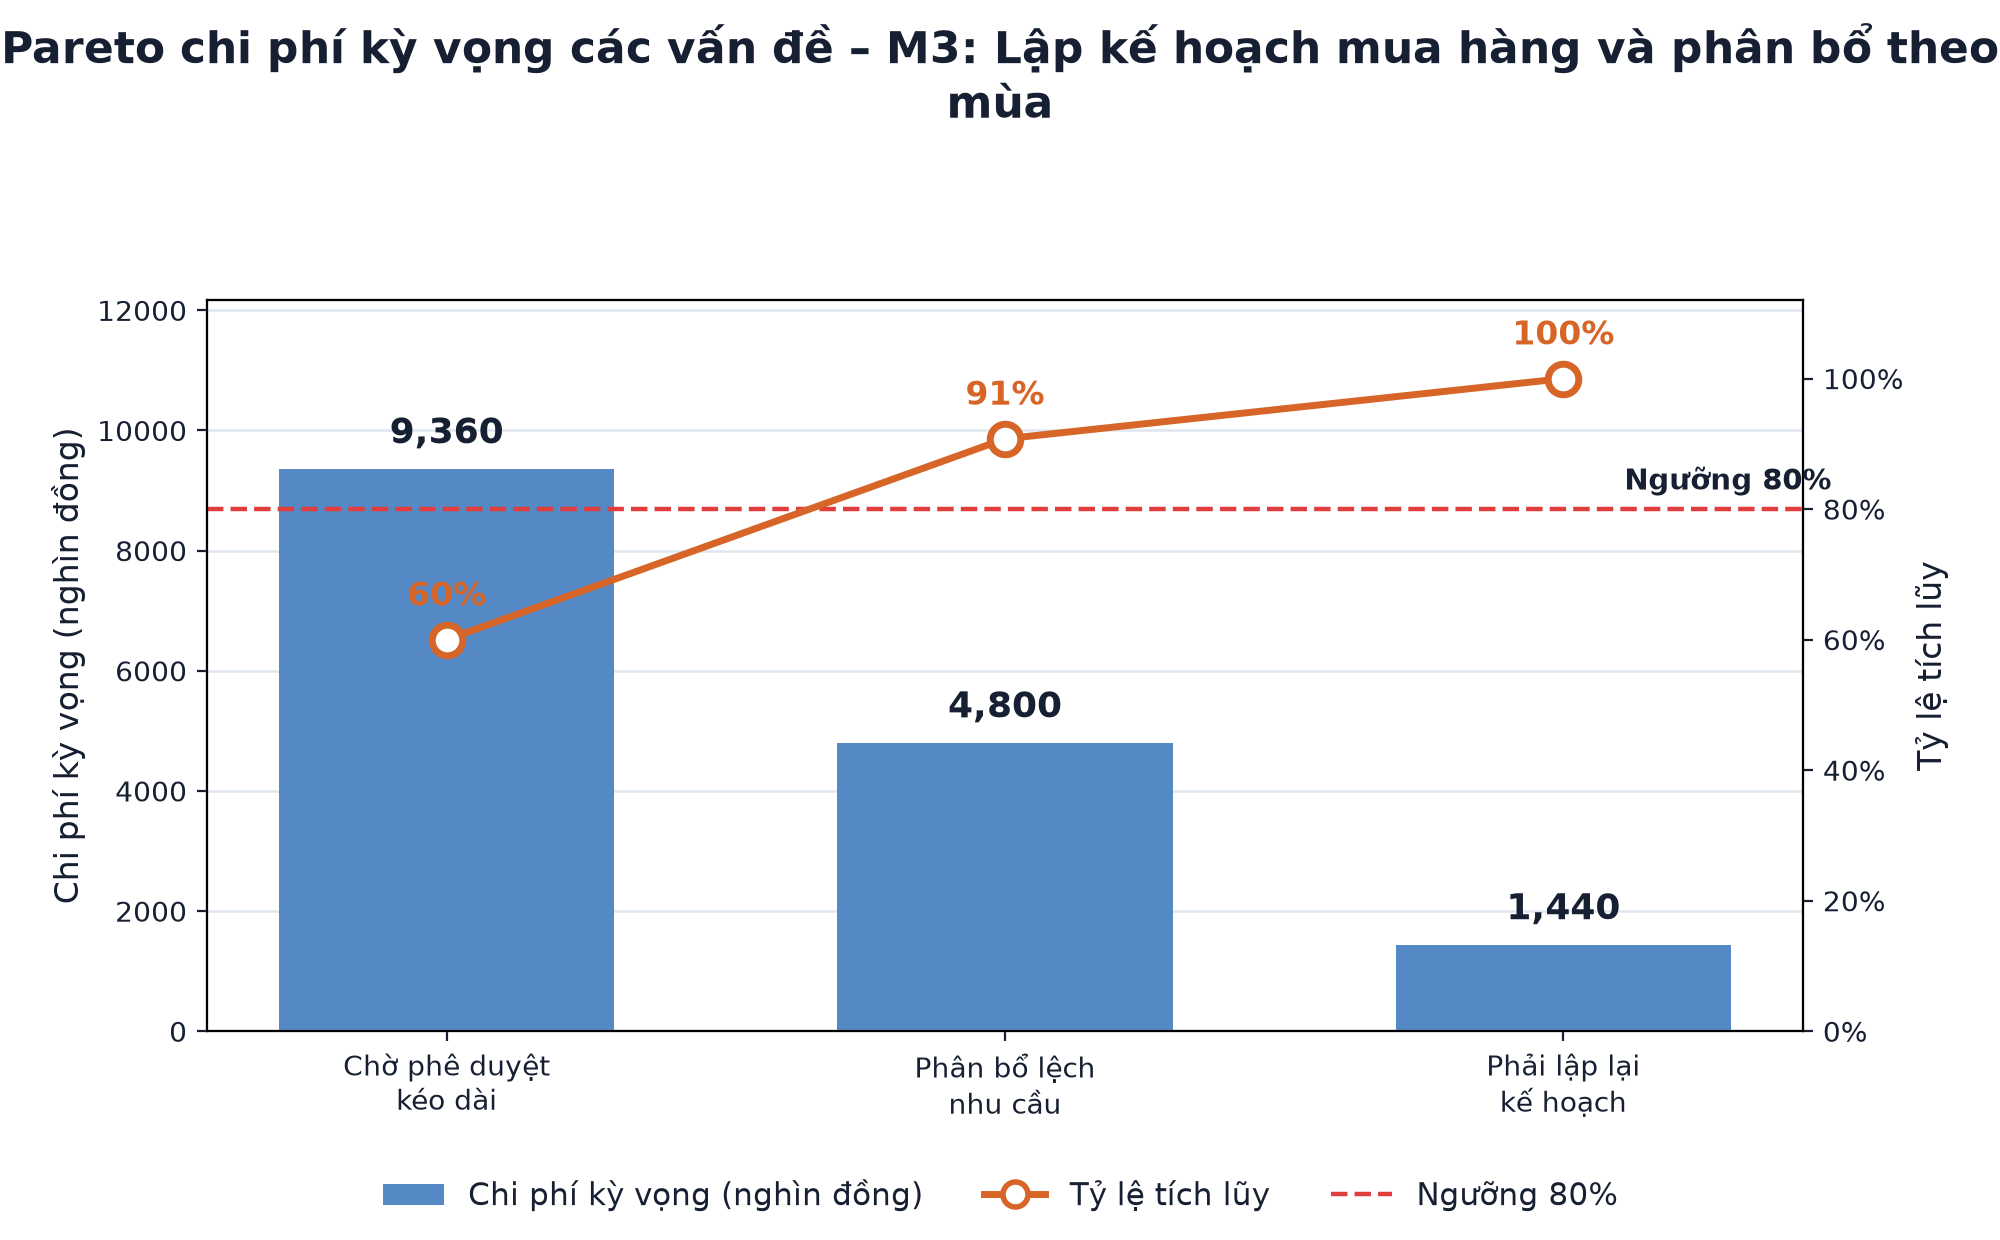 Pareto chi phí kỳ vọng các vấn đề – M3: Lập kế hoạch mua hàng và phân bổ theo
mùa
Chi phí kỳ vọng (nghìn đồng)
12000
10000
8000
6000
4000
2000
0
9,360
4,800
1,440
60%
91%
100%
Ngưỡng 80%
100%
80%
60%
40%
20%
0%
Tỷ lệ tích lũy
Chờ phê duyệt
kéo dài
Phân bổ lệch
nhu cầu
Phải lập lại
kế hoạch
Chi phí kỳ vọng (nghìn đồng)
Tỷ lệ tích lũy
Ngưỡng 80%